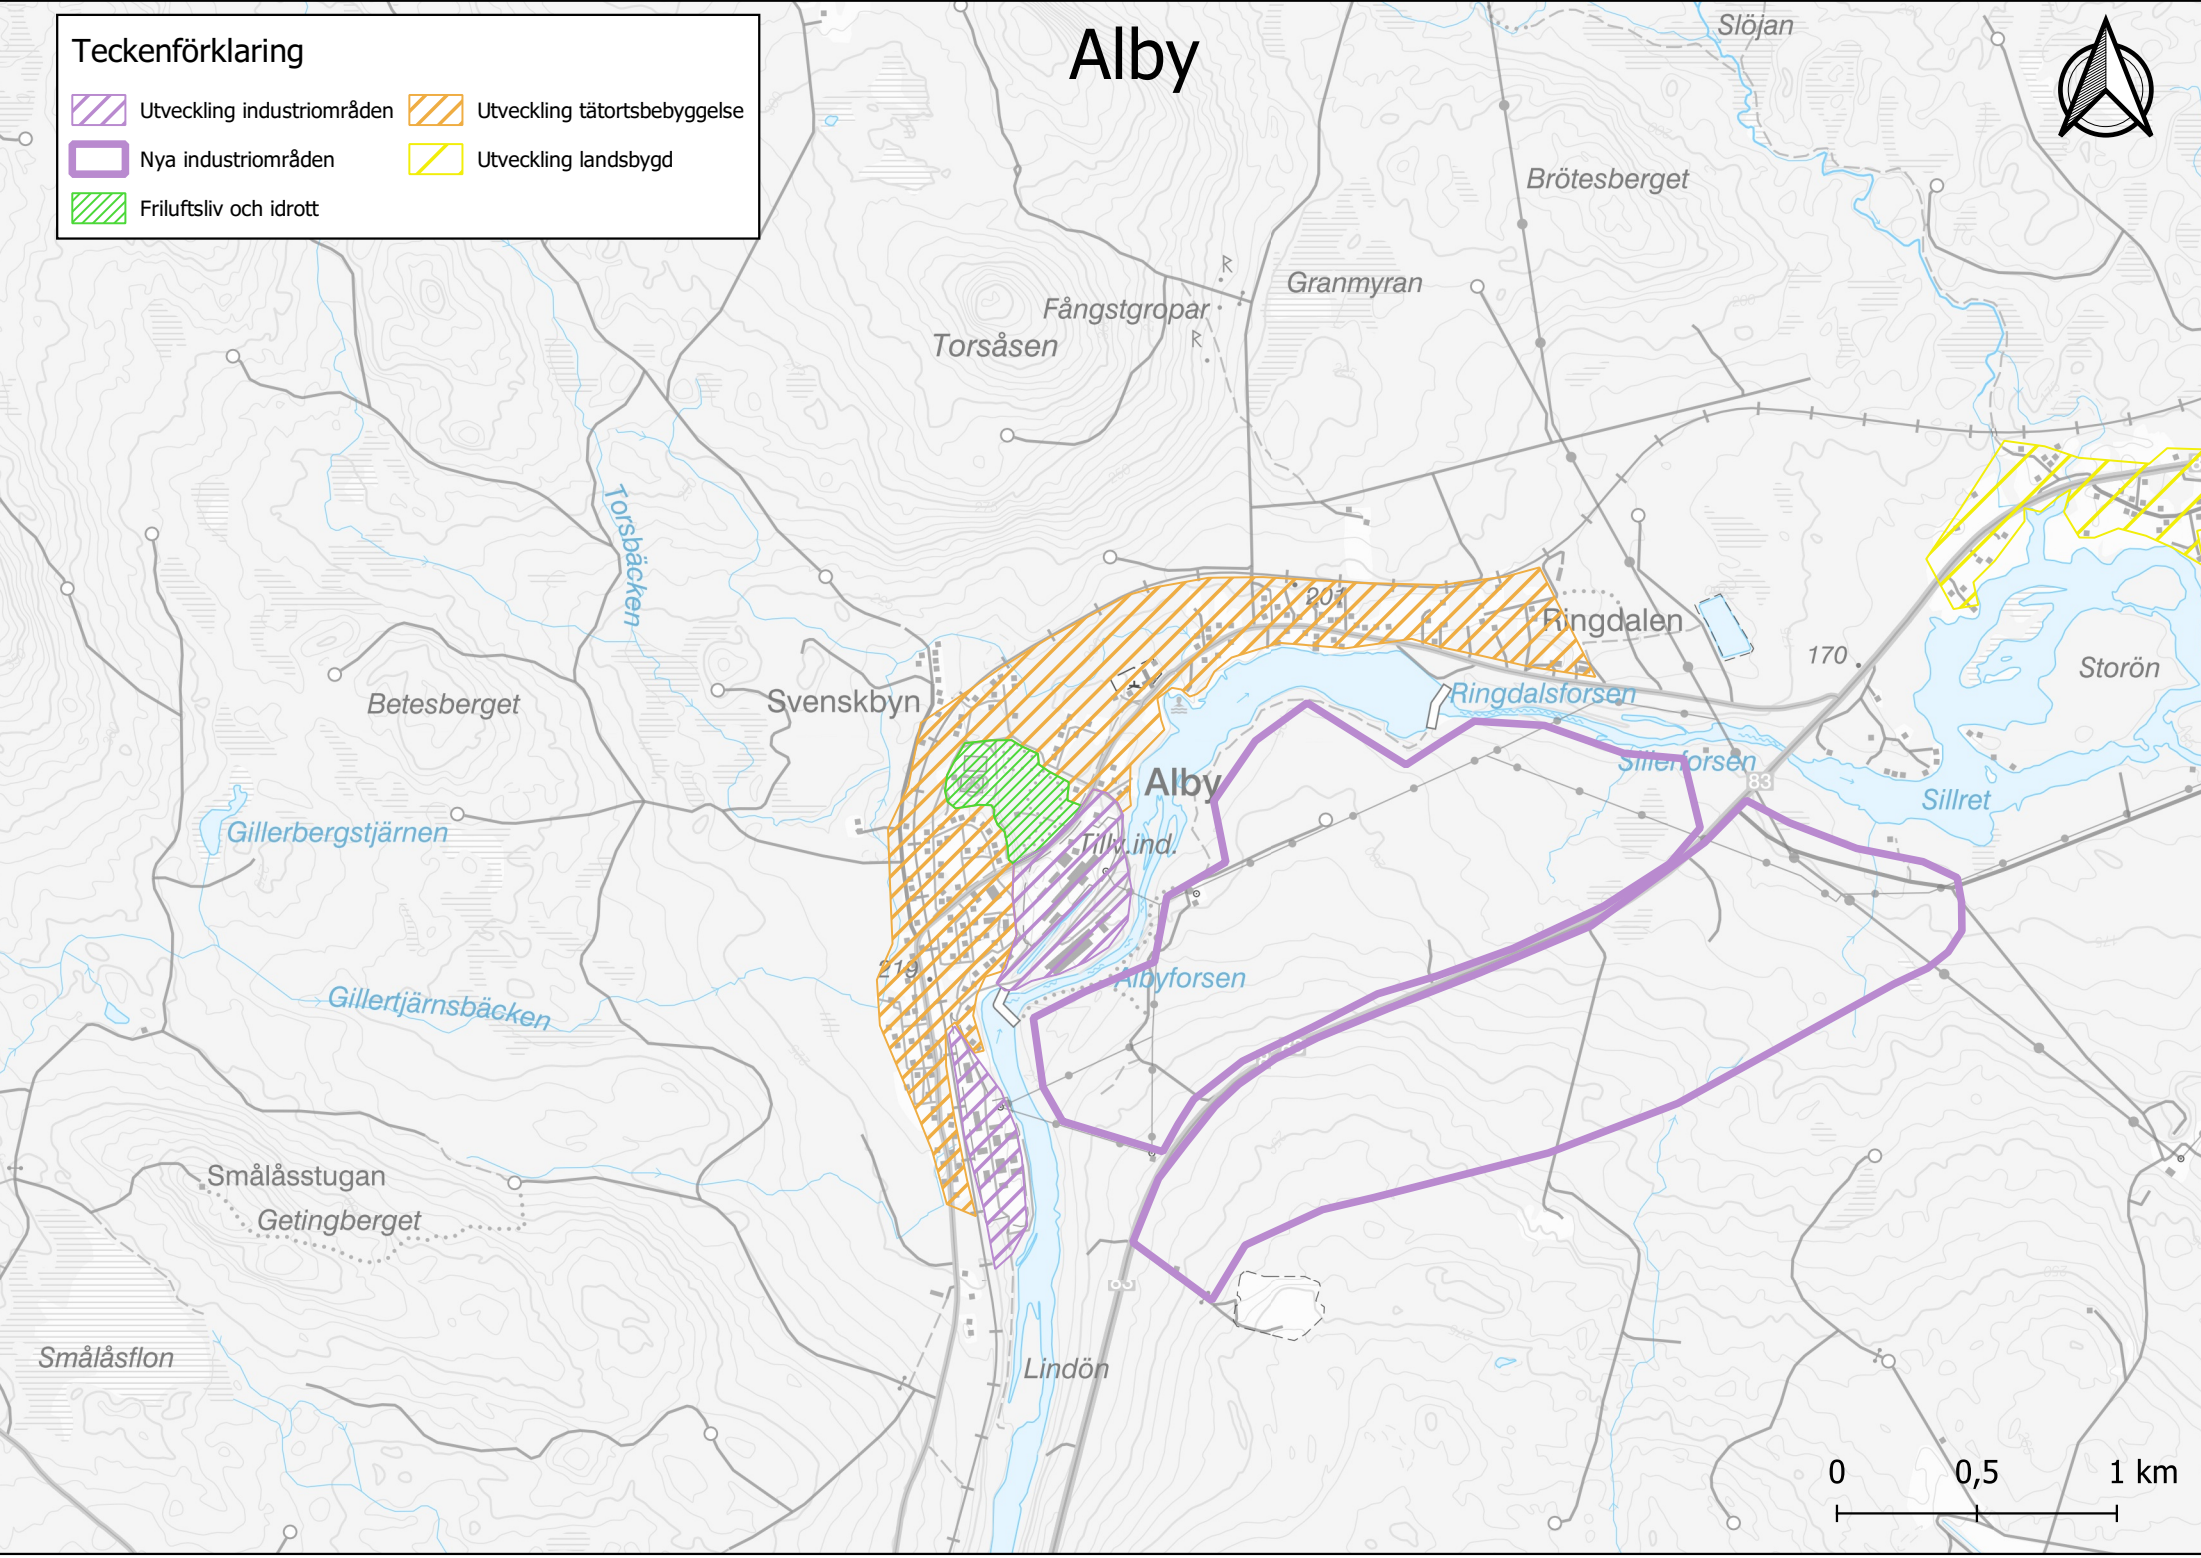 Alby
Teckenförklaring
Utveckling industriområden
Utveckling tätortsbebyggelse
Nya industriområden
Utveckling landsbygd
Friluftsliv och idrott
Slöjan
Brötesberget
Granmyran
Fångstgropar
R
R
Torsåsen
Torsbäcken
201
Ringdalen
170
Storön
Svenskbyn
Betesberget
Ringdalsforsen
Sillerforsen
83
Sillret
Alby
Gillerbergstjärnen
Tillv.ind.
219
Albyforsen
Gillertjärnsbäcken
Smålåsstugan
Getingberget
83
Smålåsflon
Lindön
0 0,5 1 km